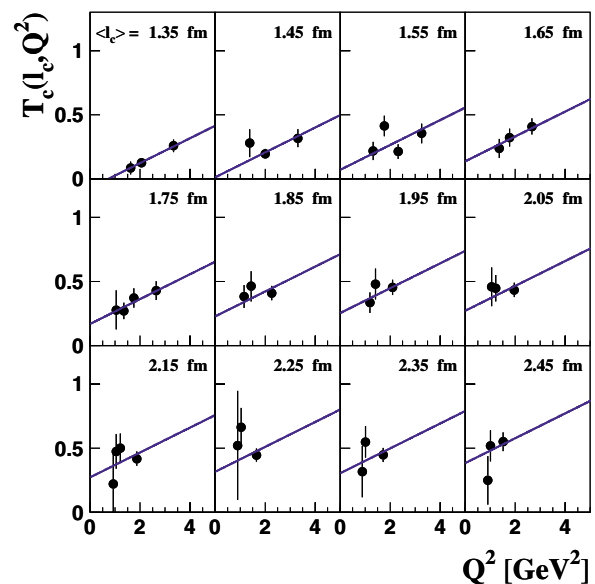 T_c(l_c,Q^2)
<l_c> = 1.35 fm 1.45 fm 1.55 fm 1.65 fm
1
0.5
0
1.75 fm 1.85 fm 1.95 fm 2.05 fm
1
0.5
0
2.15 fm 2.25 fm 2.35 fm 2.45 fm
1
0.5
0
0 2 4 0 2 4 0 2 4 0 2 4
Q^2 [GeV^2]